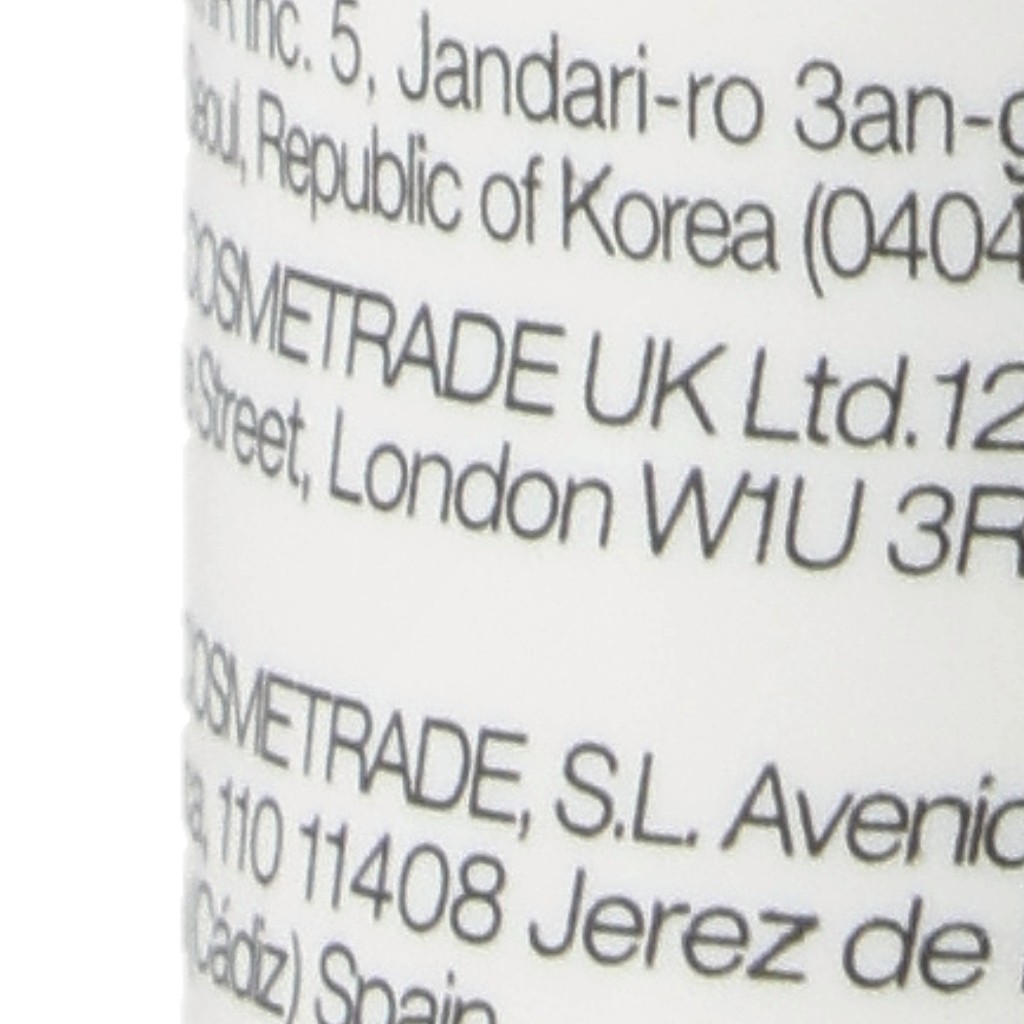 Inc. 5, Jandari-ro 3an-g
Republic of Korea (0404
COSMETRADE UK Ltd. 12
Street, London W1U 3R
COSMETRADE, S.L. Avenid
110 11408 Jerez de
(Cádiz) Spain